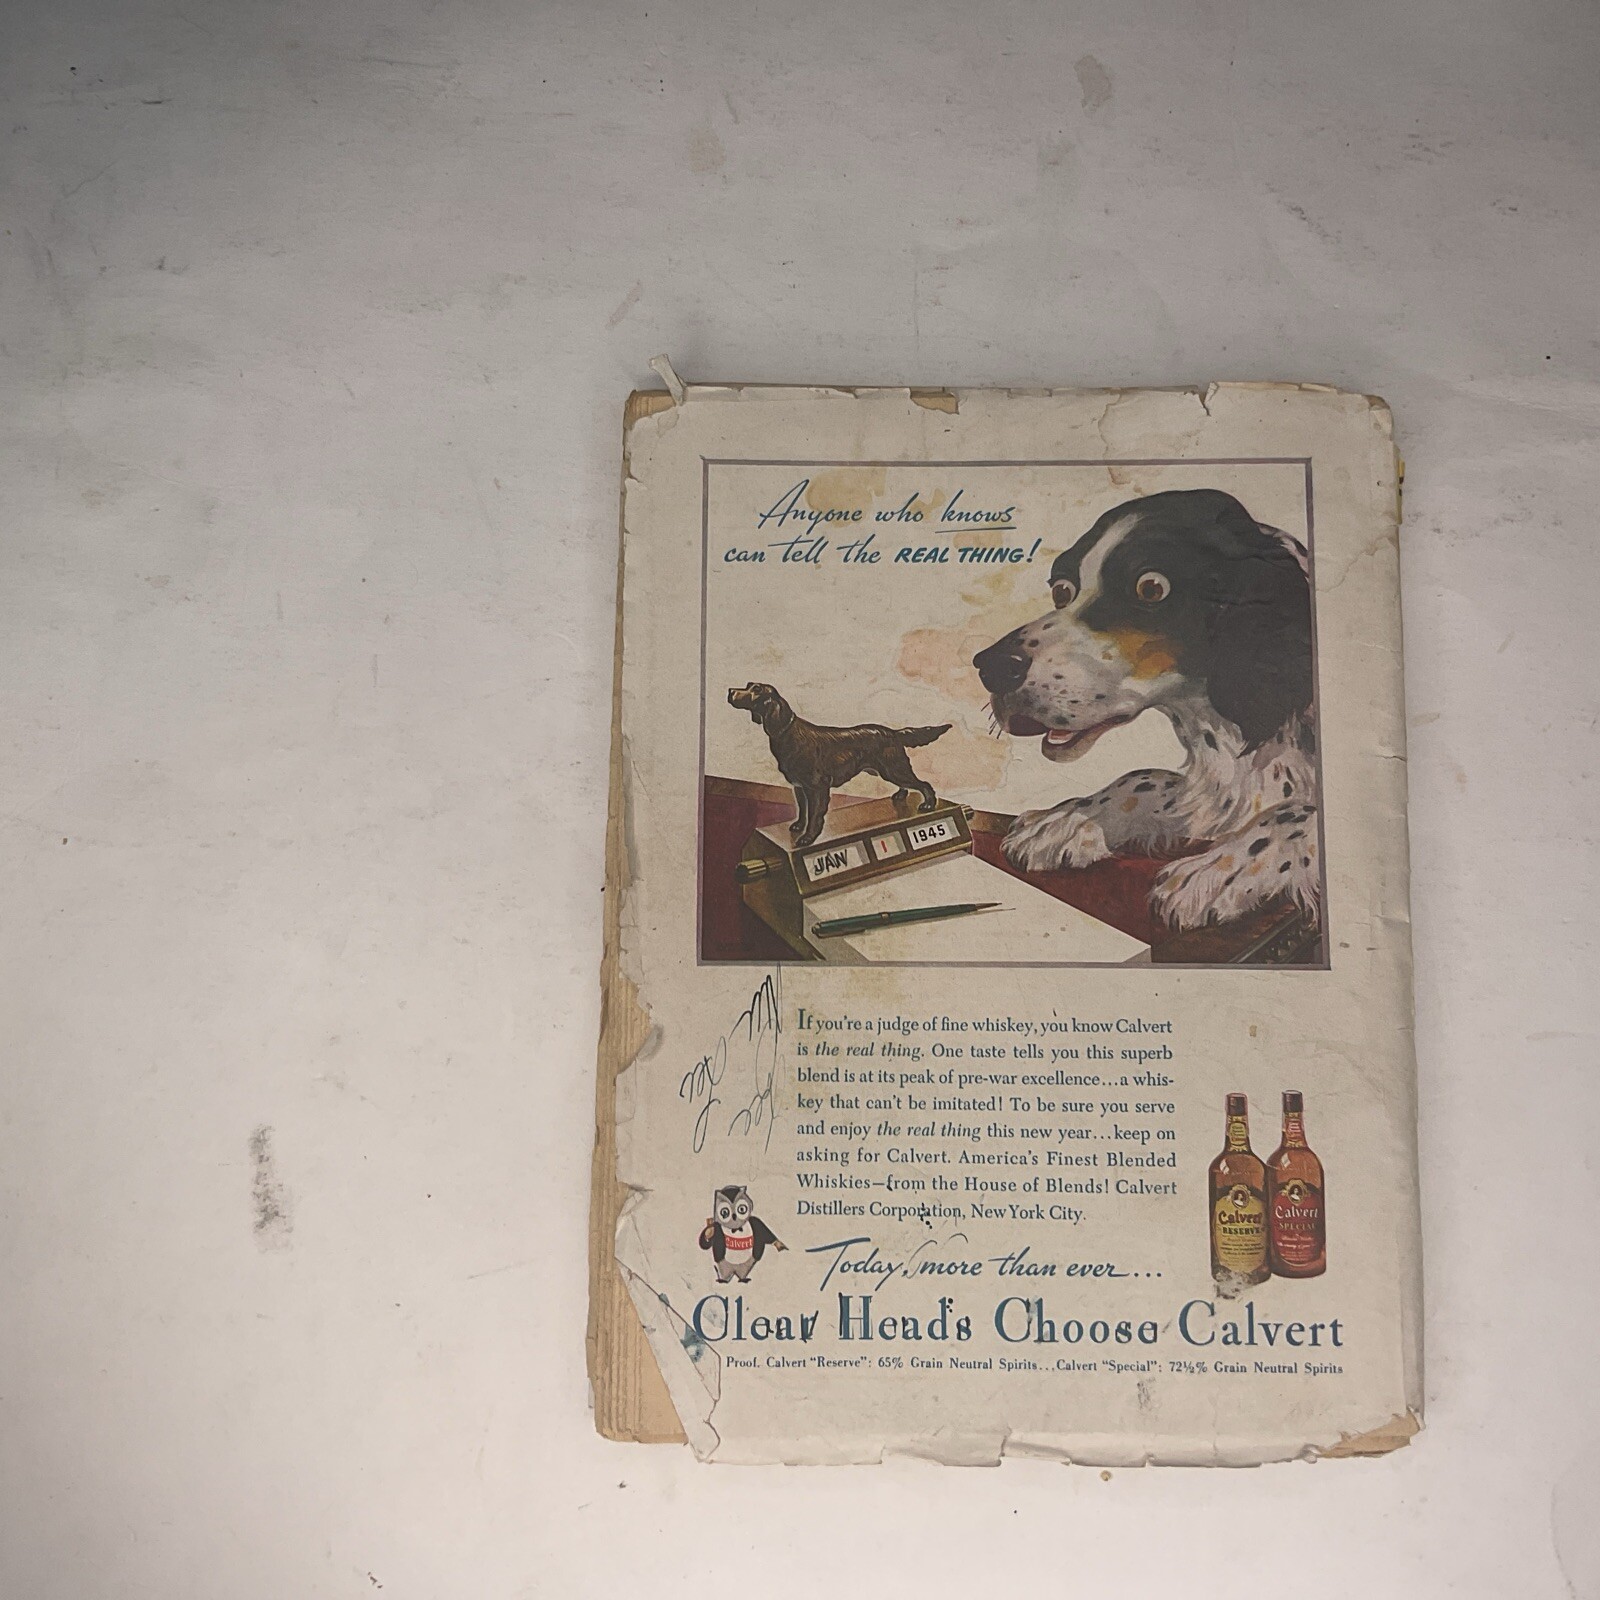 Anyone who knows
can tell the REAL THING!
JAN 1 1945
If you're a judge of fine whiskey, you know Calvert
is the real thing. One taste tells you this superb
blend is at its peak of pre-war excellence...a whis-
key that can't be imitated! To be sure you serve
and enjoy the real thing this new year...keep on
asking for Calvert. America's Finest Blended
Whiskies—from the House of Blends! Calvert
Distillers Corporation, New York City.
Calvert
RESERVE
Calvert
SPECIAL
Calvert
Today, more than ever...
Clear Heads Choose Calvert
Proof. Calvert "Reserve": 65% Grain Neutral Spirits...Calvert "Special": 72½% Grain Neutral Spirits